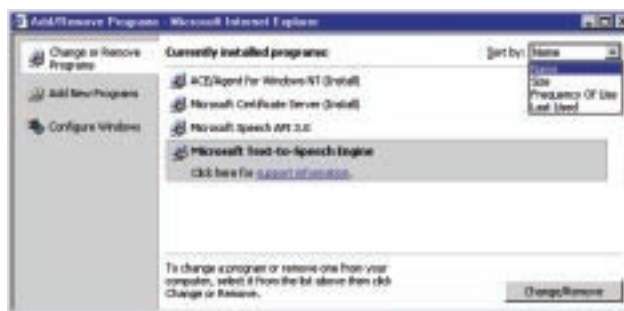 Add/Remove Programs - Microsoft Internet Explorer
Change or Remove
Programs
Add New Programs
Configure Windows
Currently installed programs:
Sort by: Name
Name
Size
Frequency Of Use
Last Used
ACE/Agent for Windows NT (Install)
Microsoft Certificate Server (Install)
Microsoft Speech API 3.0
Microsoft Text-to-Speech Engine
Click here for support information.
To change a program or remove one from your
computer, select it from the list above then click
Change or Remove.
Change/Remove